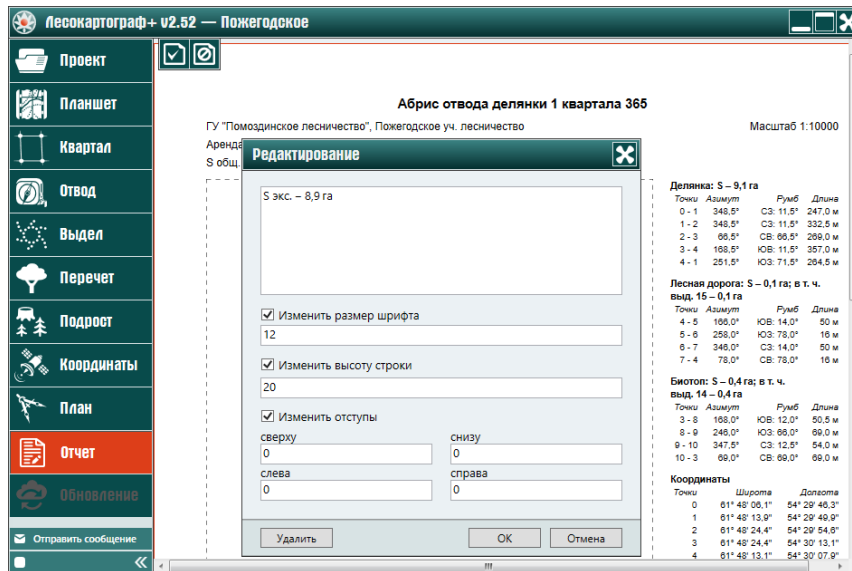 Лесокартограф+ v2.52 — Пожегодское
Проект
Планшет
Квартал
Отвод
Выдел
Перечет
Подрост
Координаты
План
Отчет
Обновление
Отправить сообщение
Абрис отвода делянки 1 квартала 365
ГУ "Помоздинское лесничество", Пожегодское уч. лесничество Масштаб 1:10000
Аренда
S общ.
Редактирование
S экс. – 8,9 га
Изменить размер шрифта
12
Изменить высоту строки
20
Изменить отступы
сверху снизу
0 0
слева справа
0 0
Удалить OK Отмена
Делянка: S – 9,1 га
Точки Азимут Румб Длина
0 - 1 348,5° СЗ: 11,5° 247,0 м
1 - 2 348,5° СЗ: 11,5° 332,5 м
2 - 3 66,5° СВ: 66,5° 269,0 м
3 - 4 168,5° ЮВ: 11,5° 357,0 м
4 - 1 251,5° ЮЗ: 71,5° 264,5 м
Лесная дорога: S – 0,1 га; в т. ч.
выд. 15 – 0,1 га
Точки Азимут Румб Длина
4 - 5 166,0° ЮВ: 14,0° 50 м
5 - 6 258,0° ЮЗ: 78,0° 16 м
6 - 7 346,0° СЗ: 14,0° 50 м
7 - 4 78,0° СВ: 78,0° 16 м
Биотоп: S – 0,4 га; в т. ч.
выд. 14 – 0,4 га
Точки Азимут Румб Длина
3 - 8 168,0° ЮВ: 12,0° 50,5 м
8 - 9 246,0° ЮЗ: 66,0° 69,0 м
9 - 10 347,5° СЗ: 12,5° 54,0 м
10 - 3 69,0° СВ: 69,0° 69,0 м
Координаты
Точки Широта Долгота
0 61° 48' 06,1" 54° 29' 46,3"
1 61° 48' 13,9" 54° 29' 49,9"
2 61° 48' 24,4" 54° 29' 54,6"
3 61° 48' 24,4" 54° 30' 13,1"
4 61° 48' 13,1" 54° 30' 07,9"